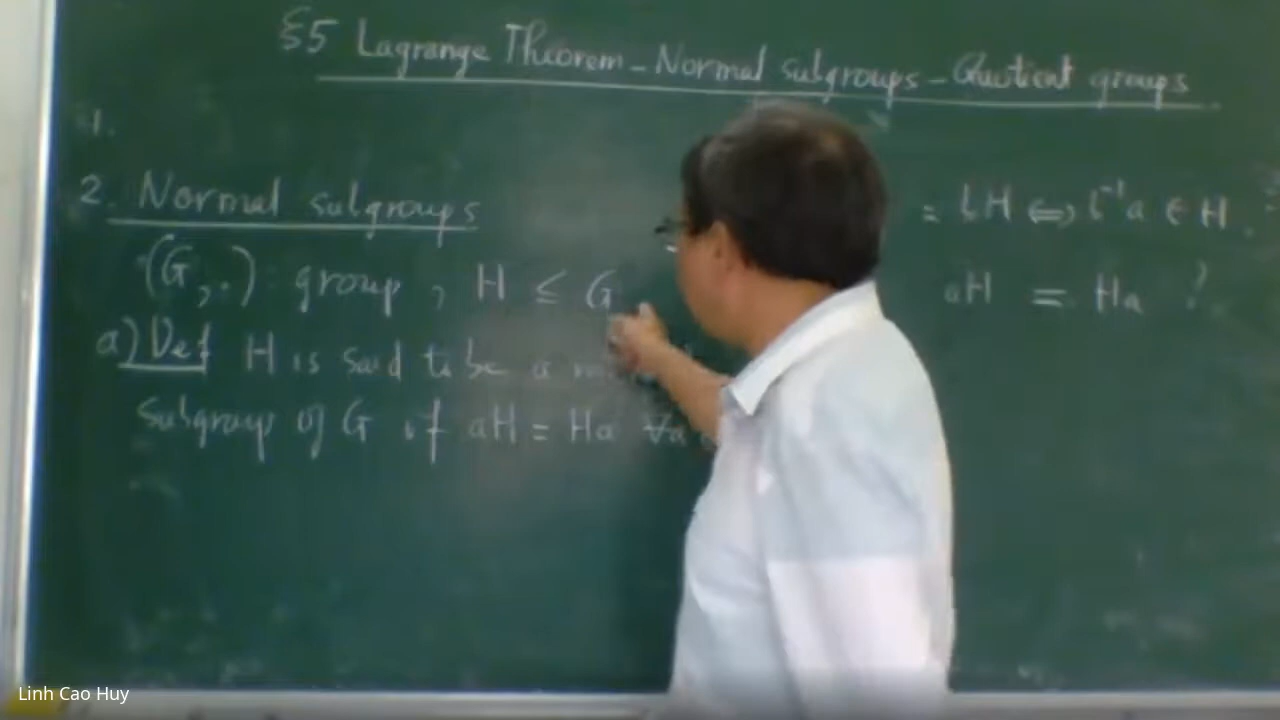 §5 Lagrange Theorem - Normal subgroups - Quotient groups
1.
2. Normal subgroups
(G, .) group, H ≤ G
a) Def H is said to be a
subgroup of G if aH = Ha ∀a
= bH ⇔ b⁻¹a ∈ H.
aH = Ha ?
Linh Cao Huy